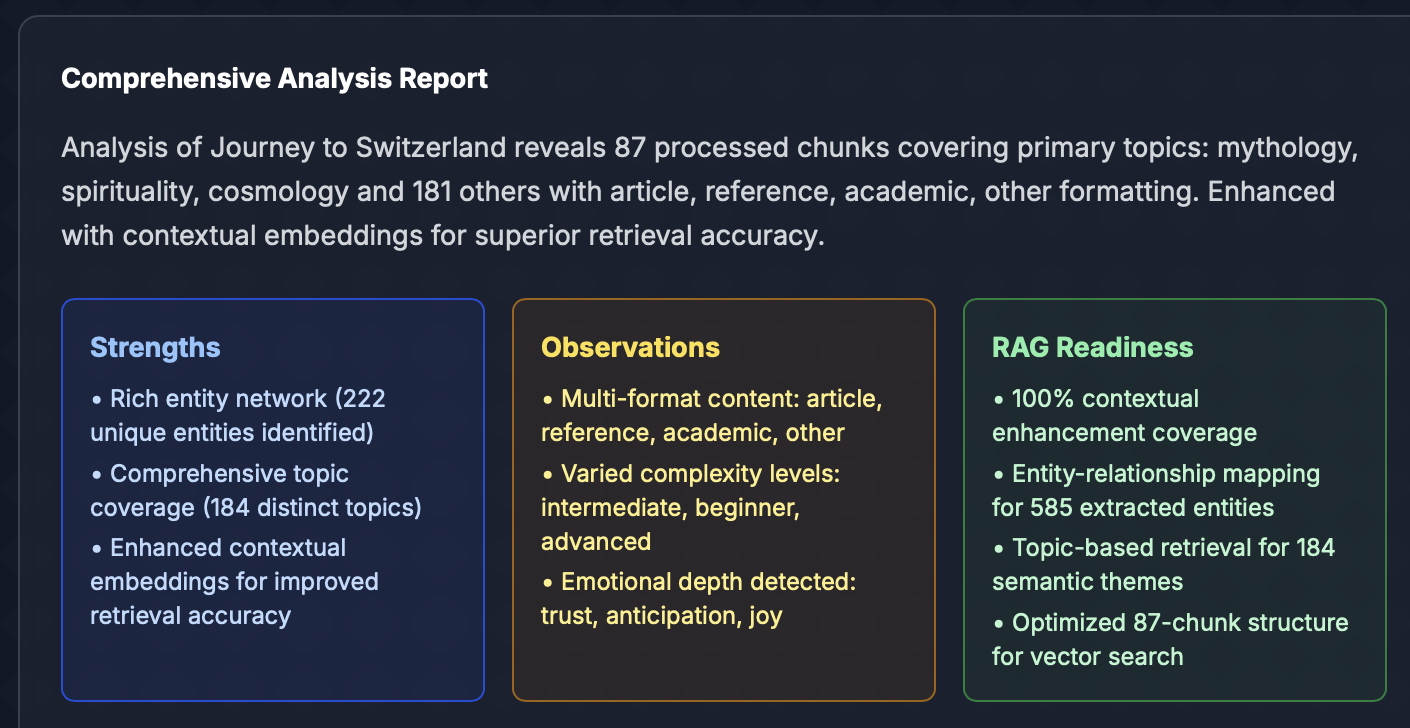 Comprehensive Analysis Report
Analysis of Journey to Switzerland reveals 87 processed chunks covering primary topics: mythology,
spirituality, cosmology and 181 others with article, reference, academic, other formatting. Enhanced
with contextual embeddings for superior retrieval accuracy.
Strengths
• Rich entity network (222
unique entities identified)
• Comprehensive topic
coverage (184 distinct topics)
• Enhanced contextual
embeddings for improved
retrieval accuracy
Observations
• Multi-format content: article,
reference, academic, other
• Varied complexity levels:
intermediate, beginner,
advanced
• Emotional depth detected:
trust, anticipation, joy
RAG Readiness
• 100% contextual
enhancement coverage
• Entity-relationship mapping
for 585 extracted entities
• Topic-based retrieval for 184
semantic themes
• Optimized 87-chunk structure
for vector search